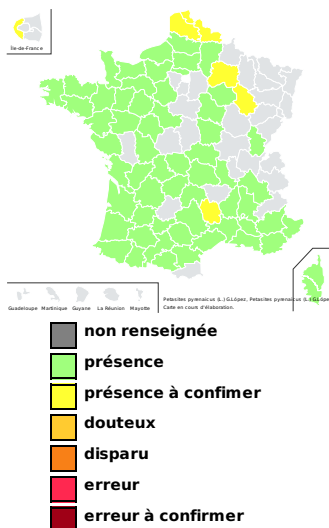 Île-de-France
Petasites pyrenaicus (L.) G.López, Petasites pyrenaicus (L.) G.López
Carte en cours d'élaboration.
Guadeloupe Martinique Guyane La Réunion Mayotte
non renseignée
présence
présence à confimer
douteux
disparu
erreur
erreur à confirmer